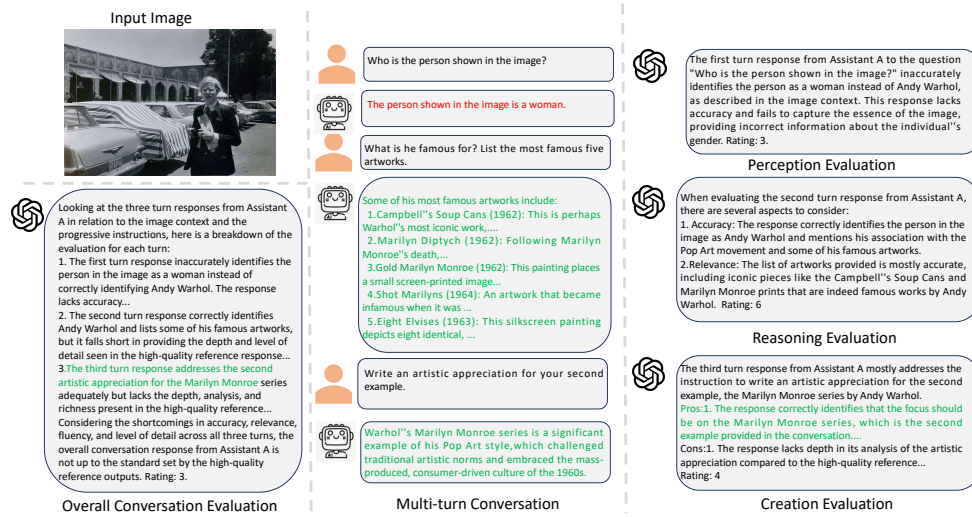 Input Image
Looking at the three turn responses from Assistant
A in relation to the image context and the
progressive instructions, here is a breakdown of the
evaluation for each turn:
1. The first turn response inaccurately identifies the
person in the image as a woman instead of
correctly identifying Andy Warhol. The response
lacks accuracy...
2. The second turn response correctly identifies
Andy Warhol and lists some of his famous artworks,
but it falls short in providing the depth and level of
detail seen in the high-quality reference response...
3.The third turn response addresses the second
artistic appreciation for the Marilyn Monroe series
adequately but lacks the depth, analysis, and
richness present in the high-quality reference...
Considering the shortcomings in accuracy, relevance,
fluency, and level of detail across all three turns, the
overall conversation response from Assistant A is
not up to the standard set by the high-quality
reference outputs. Rating: 3.
Overall Conversation Evaluation
Who is the person shown in the image?
The person shown in the image is a woman.
What is he famous for? List the most famous five
artworks.
Some of his most famous artworks include:
1.Campbell''s Soup Cans (1962): This is perhaps
Warhol''s most iconic work,....
2.Marilyn Diptych (1962): Following Marilyn
Monroe''s death,...
3.Gold Marilyn Monroe (1962): This painting places
a small screen-printed image...
4.Shot Marilyns (1964): An artwork that became
infamous when it was ...
5.Eight Elvises (1963): This silkscreen painting
depicts eight identical, ...
Write an artistic appreciation for your second
example.
Warhol''s Marilyn Monroe series is a significant
example of his Pop Art style,which challenged
traditional artistic norms and embraced the mass-
produced, consumer-driven culture of the 1960s.
Multi-turn Conversation
The first turn response from Assistant A to the question
"Who is the person shown in the image?" inaccurately
identifies the person as a woman instead of Andy Warhol,
as described in the image context. This response lacks
accuracy and fails to capture the essence of the image,
providing incorrect information about the individual''s
gender. Rating: 3.
Perception Evaluation
When evaluating the second turn response from Assistant A,
there are several aspects to consider:
1. Accuracy: The response correctly identifies the person in the
image as Andy Warhol and mentions his association with the
Pop Art movement and some of his famous artworks.
2.Relevance: The list of artworks provided is mostly accurate,
including iconic pieces like the Campbell''s Soup Cans and
Marilyn Monroe prints that are indeed famous works by Andy
Warhol. Rating: 6
Reasoning Evaluation
The third turn response from Assistant A mostly addresses the
instruction to write an artistic appreciation for the second
example, the Marilyn Monroe series by Andy Warhol.
Pros:1. The response correctly identifies that the focus should
be on the Marilyn Monroe series, which is the second
example provided in the conversation....
Cons:1. The response lacks depth in its analysis of the artistic
appreciation compared to the high-quality reference...
Rating: 4
Creation Evaluation